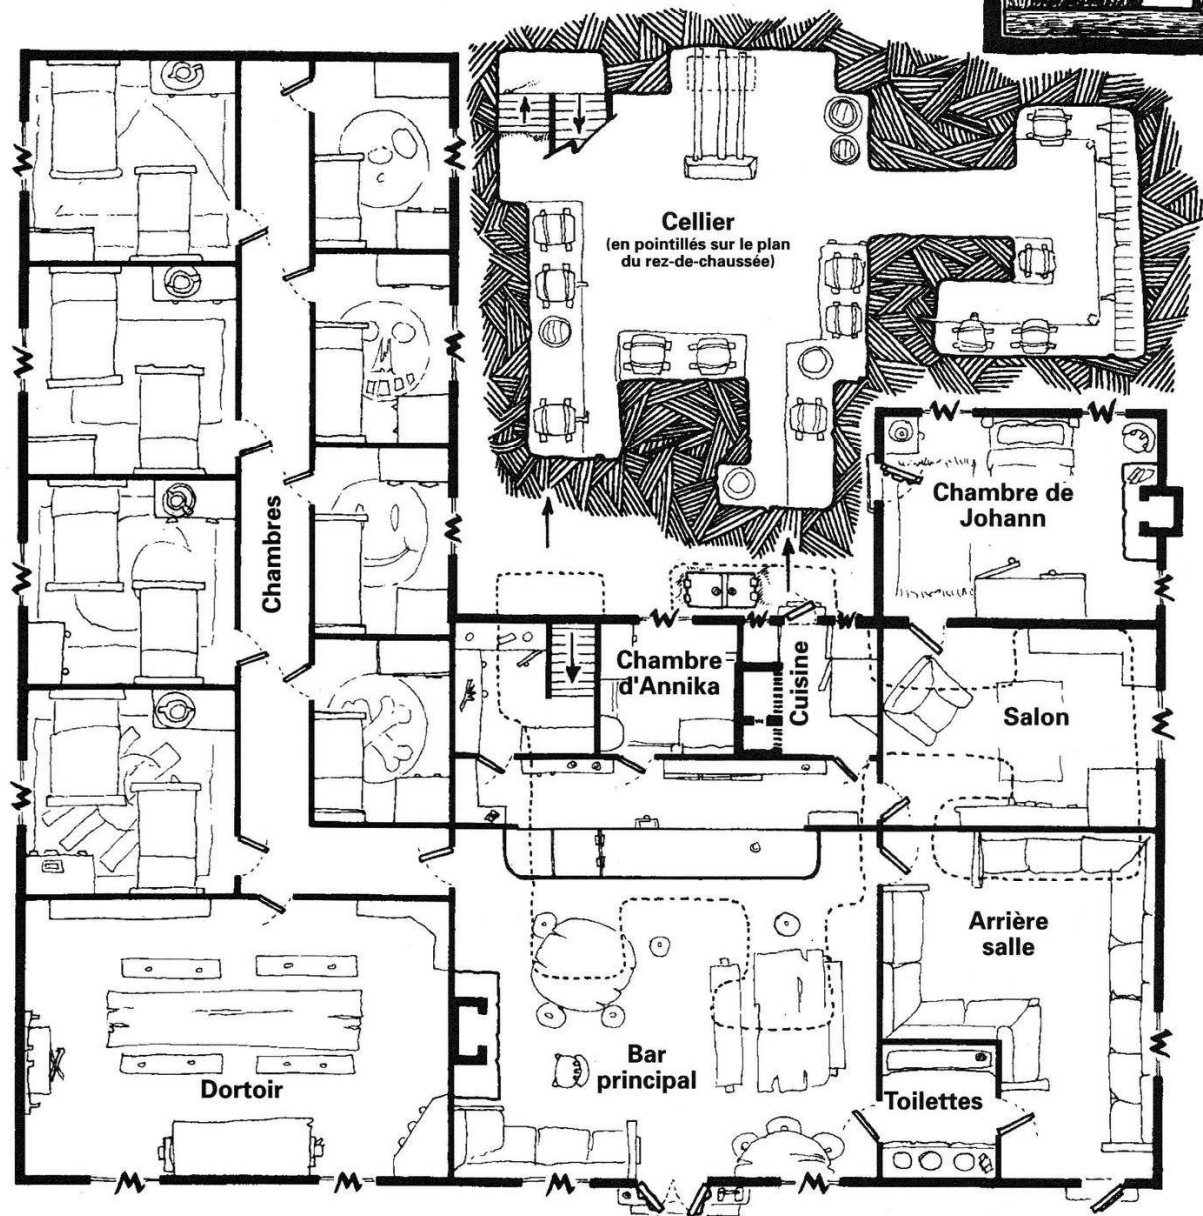 Cellier
(en pointillés sur le plan
du rez-de-chaussée)
Chambres
Chambre de
Johann
Chambre
d'Annika
Cuisine
Salon
Arrière
salle
Bar
principal
Dortoir
Toilettes